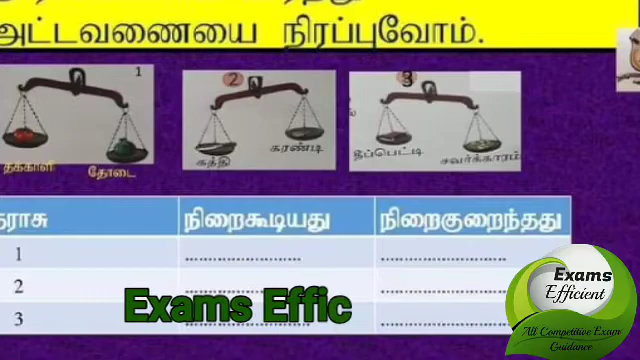 அட்டவணையை நிரப்புவோம்.
1
2
3
தக்காளி
தோடை
கத்தி
கரண்டி
தீப்பெட்டி
சவர்க்காரம்
தராசு
நிறைகூடியது
நிறைகுறைந்தது
1 .......................... ..........................
2 .......................... ..........................
3 .......................... ..........................
Exams Effic
Exams
Efficient
All Competitive Exam
Guidance